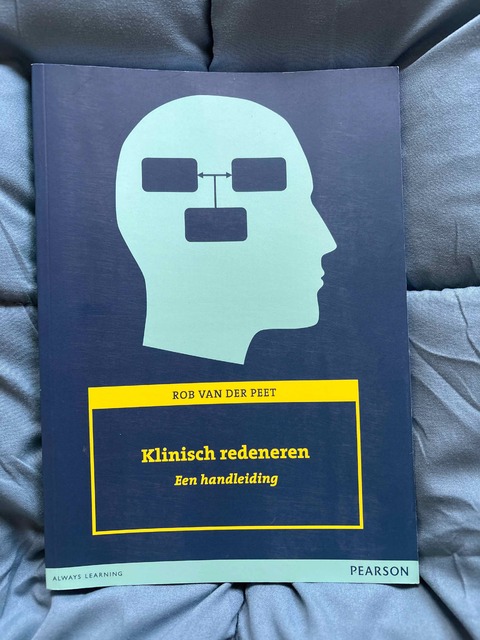 ROB VAN DER PEET
Klinisch redeneren
Een handleiding
ALWAYS LEARNING
PEARSON